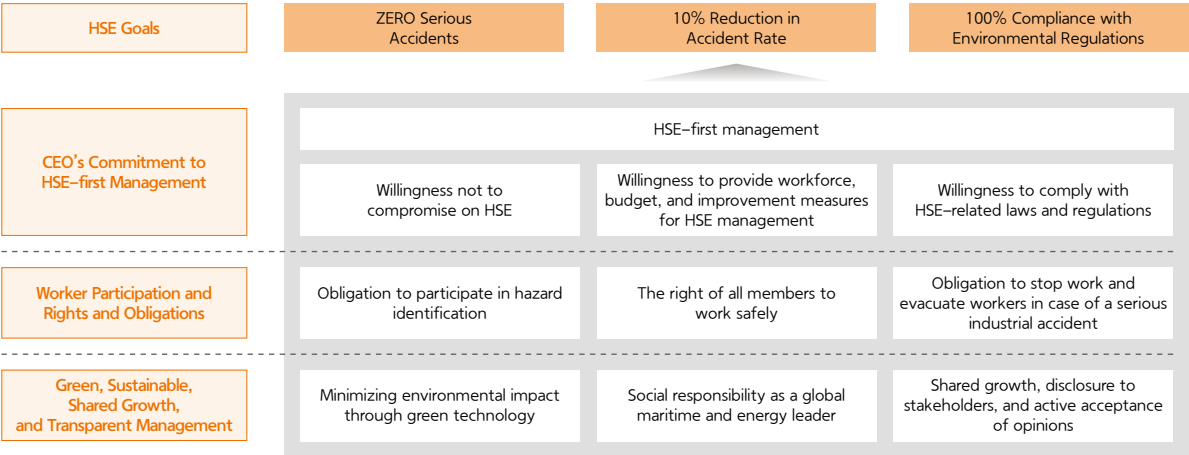 HSE Goals
ZERO Serious
Accidents
10% Reduction in
Accident Rate
100% Compliance with
Environmental Regulations
CEO's Commitment to
HSE–first Management
HSE–first management
Willingness not to
compromise on HSE
Willingness to provide workforce,
budget, and improvement measures
for HSE management
Willingness to comply with
HSE–related laws and regulations
Worker Participation and
Rights and Obligations
Obligation to participate in hazard
identification
The right of all members to
work safely
Obligation to stop work and
evacuate workers in case of a serious
industrial accident
Green, Sustainable,
Shared Growth,
and Transparent Management
Minimizing environmental impact
through green technology
Social responsibility as a global
maritime and energy leader
Shared growth, disclosure to
stakeholders, and active acceptance
of opinions